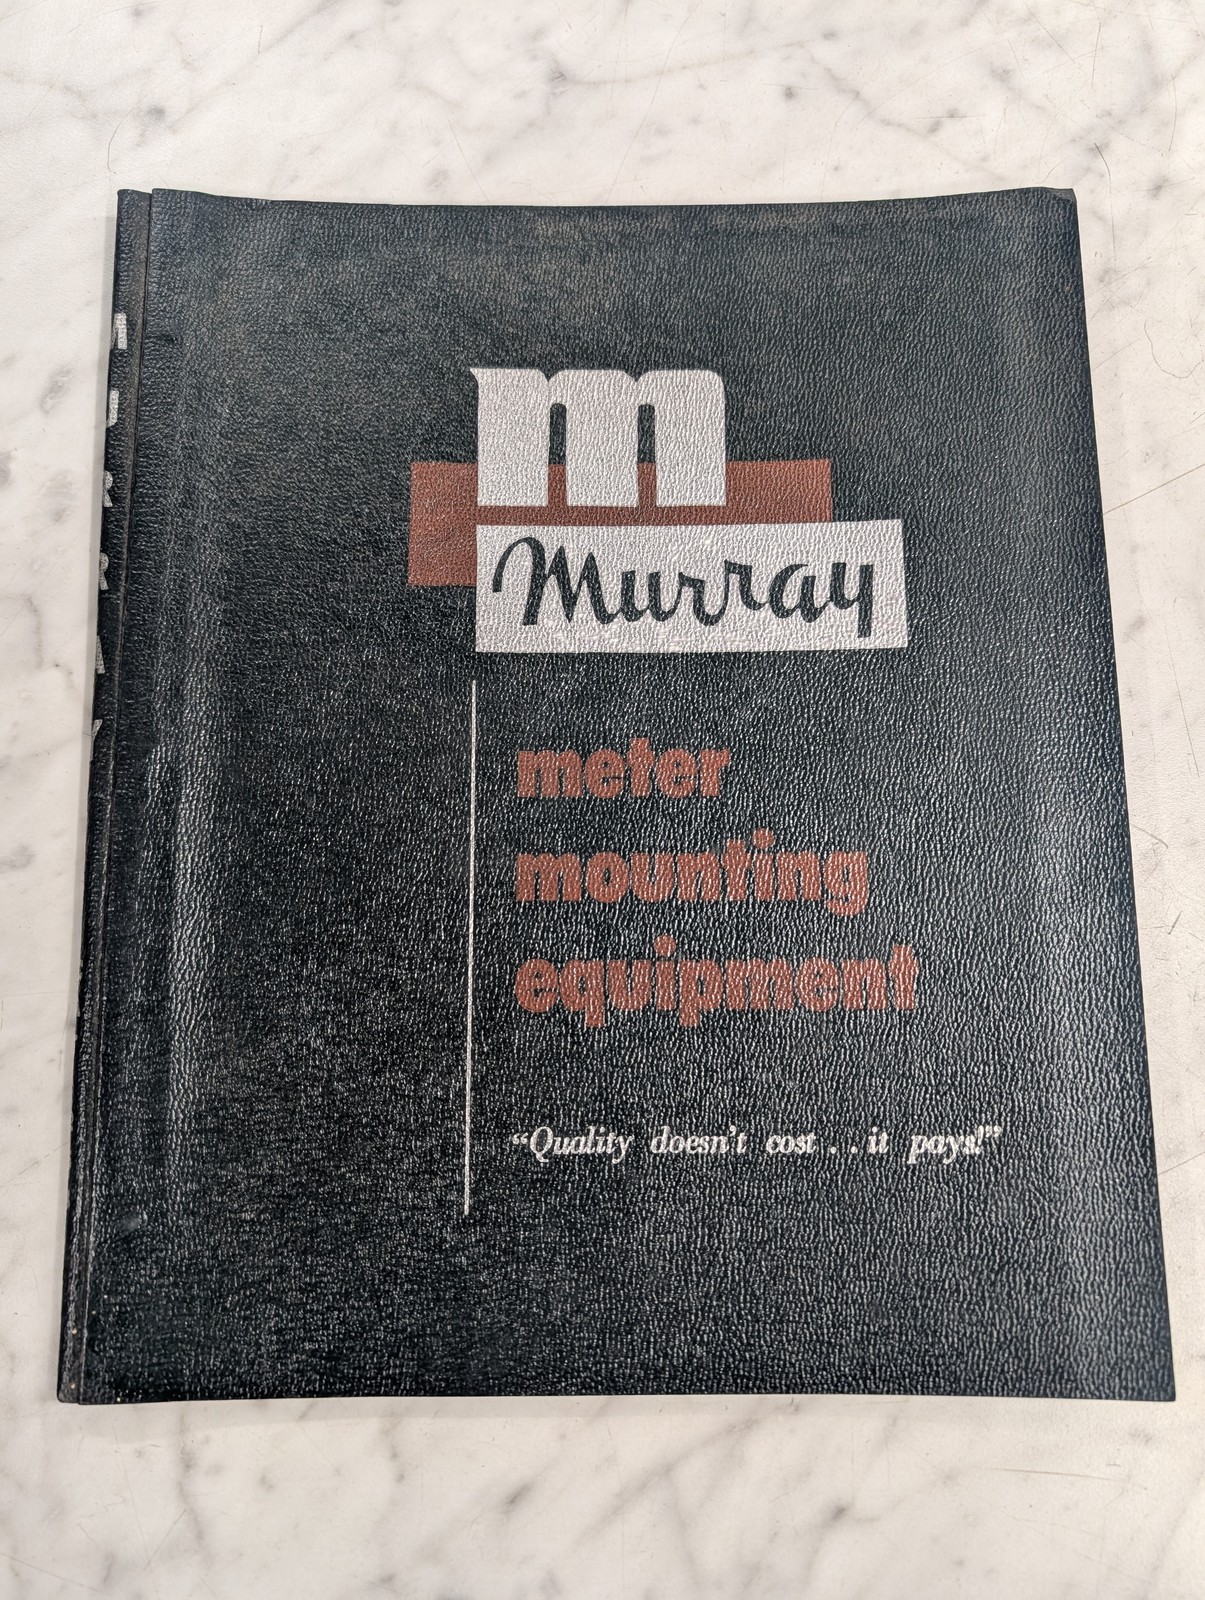 m
Murray
meter
mounting
equipment
“Quality doesn't cost . . it pays!”
MURRAY